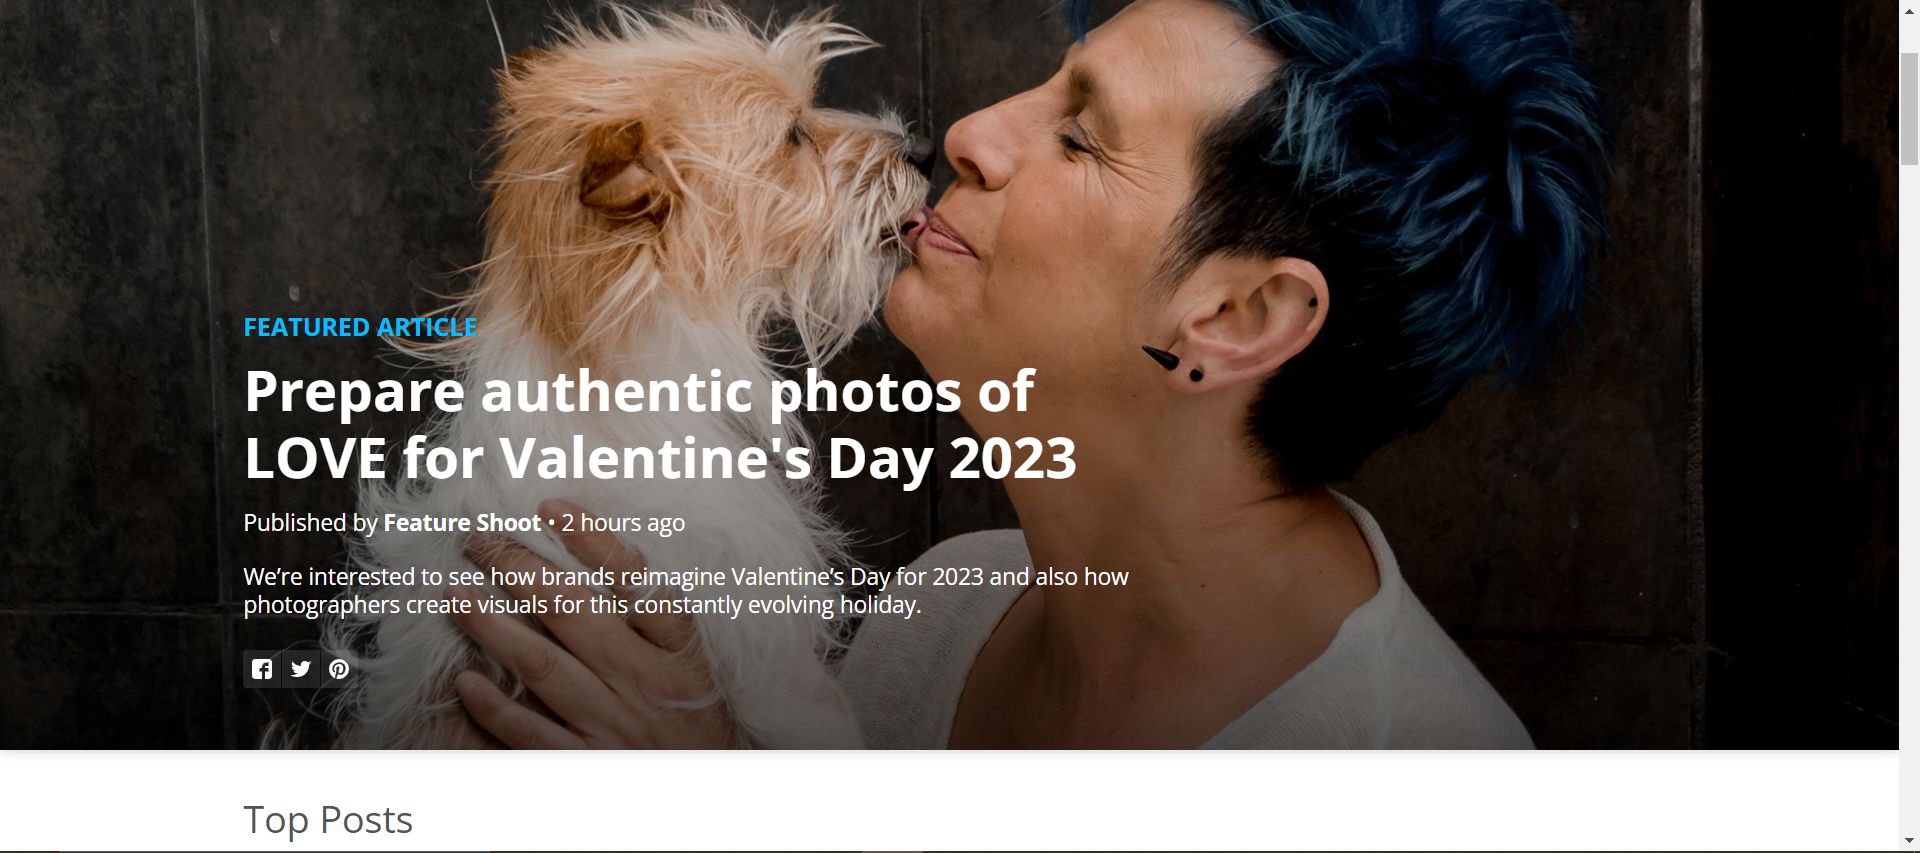 FEATURED ARTICLE
Prepare authentic photos of
LOVE for Valentine's Day 2023
Published by Feature Shoot • 2 hours ago
We’re interested to see how brands reimagine Valentine’s Day for 2023 and also how
photographers create visuals for this constantly evolving holiday.
Top Posts